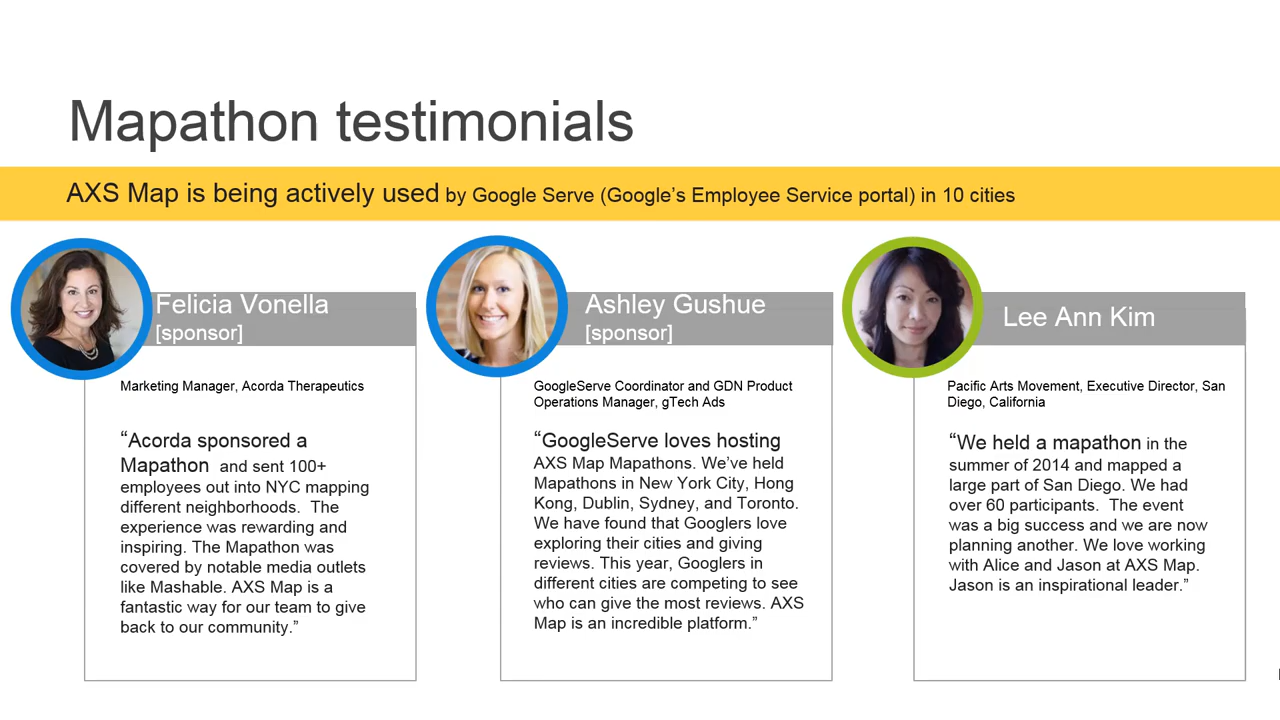 Mapathon testimonials
AXS Map is being actively used by Google Serve (Google’s Employee Service portal) in 10 cities
Felicia Vonella
[sponsor]
Marketing Manager, Acorda Therapeutics
“Acorda sponsored a
Mapathon and sent 100+
employees out into NYC mapping
different neighborhoods. The
experience was rewarding and
inspiring. The Mapathon was
covered by notable media outlets
like Mashable. AXS Map is a
fantastic way for our team to give
back to our community.”
Ashley Gushue
[sponsor]
GoogleServe Coordinator and GDN Product
Operations Manager, gTech Ads
“GoogleServe loves hosting
AXS Map Mapathons. We’ve held
Mapathons in New York City, Hong
Kong, Dublin, Sydney, and Toronto.
We have found that Googlers love
exploring their cities and giving
reviews. This year, Googlers in
different cities are competing to see
who can give the most reviews. AXS
Map is an incredible platform.”
Lee Ann Kim
Pacific Arts Movement, Executive Director, San
Diego, California
“We held a mapathon in the
summer of 2014 and mapped a
large part of San Diego. We had
over 60 participants. The event
was a big success and we are now
planning another. We love working
with Alice and Jason at AXS Map.
Jason is an inspirational leader.”